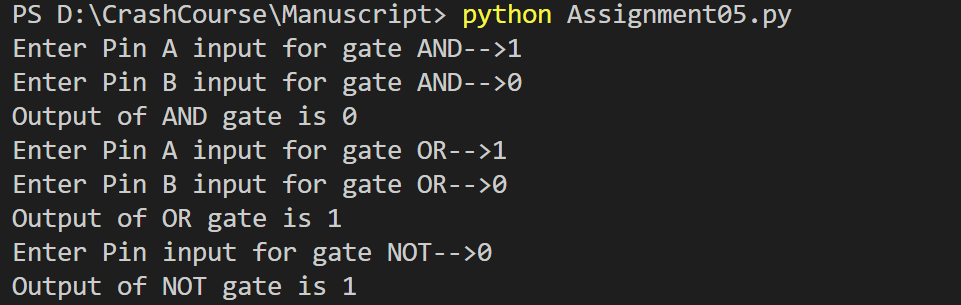 PS D:\CrashCourse\Manuscript> python Assignment05.py
Enter Pin A input for gate AND-->1
Enter Pin B input for gate AND-->0
Output of AND gate is 0
Enter Pin A input for gate OR-->1
Enter Pin B input for gate OR-->0
Output of OR gate is 1
Enter Pin input for gate NOT-->0
Output of NOT gate is 1